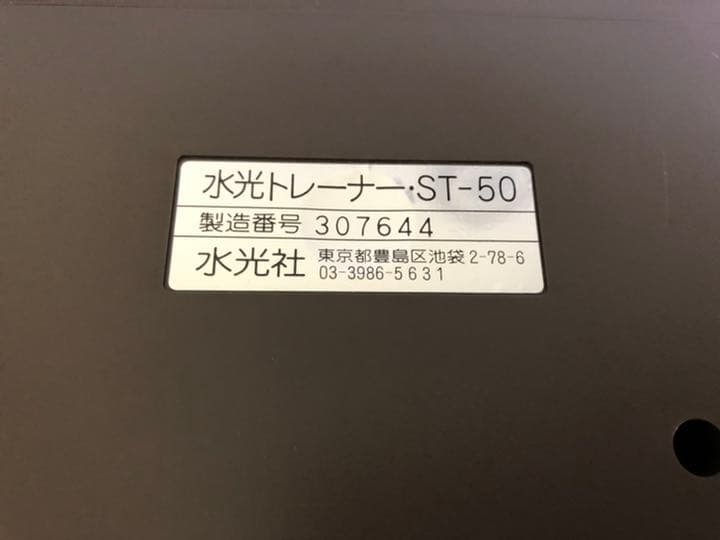 水光トレーナー・ST-50
製造番号 307644
水光社 東京都豊島区池袋2-78-6
03-3986-5631